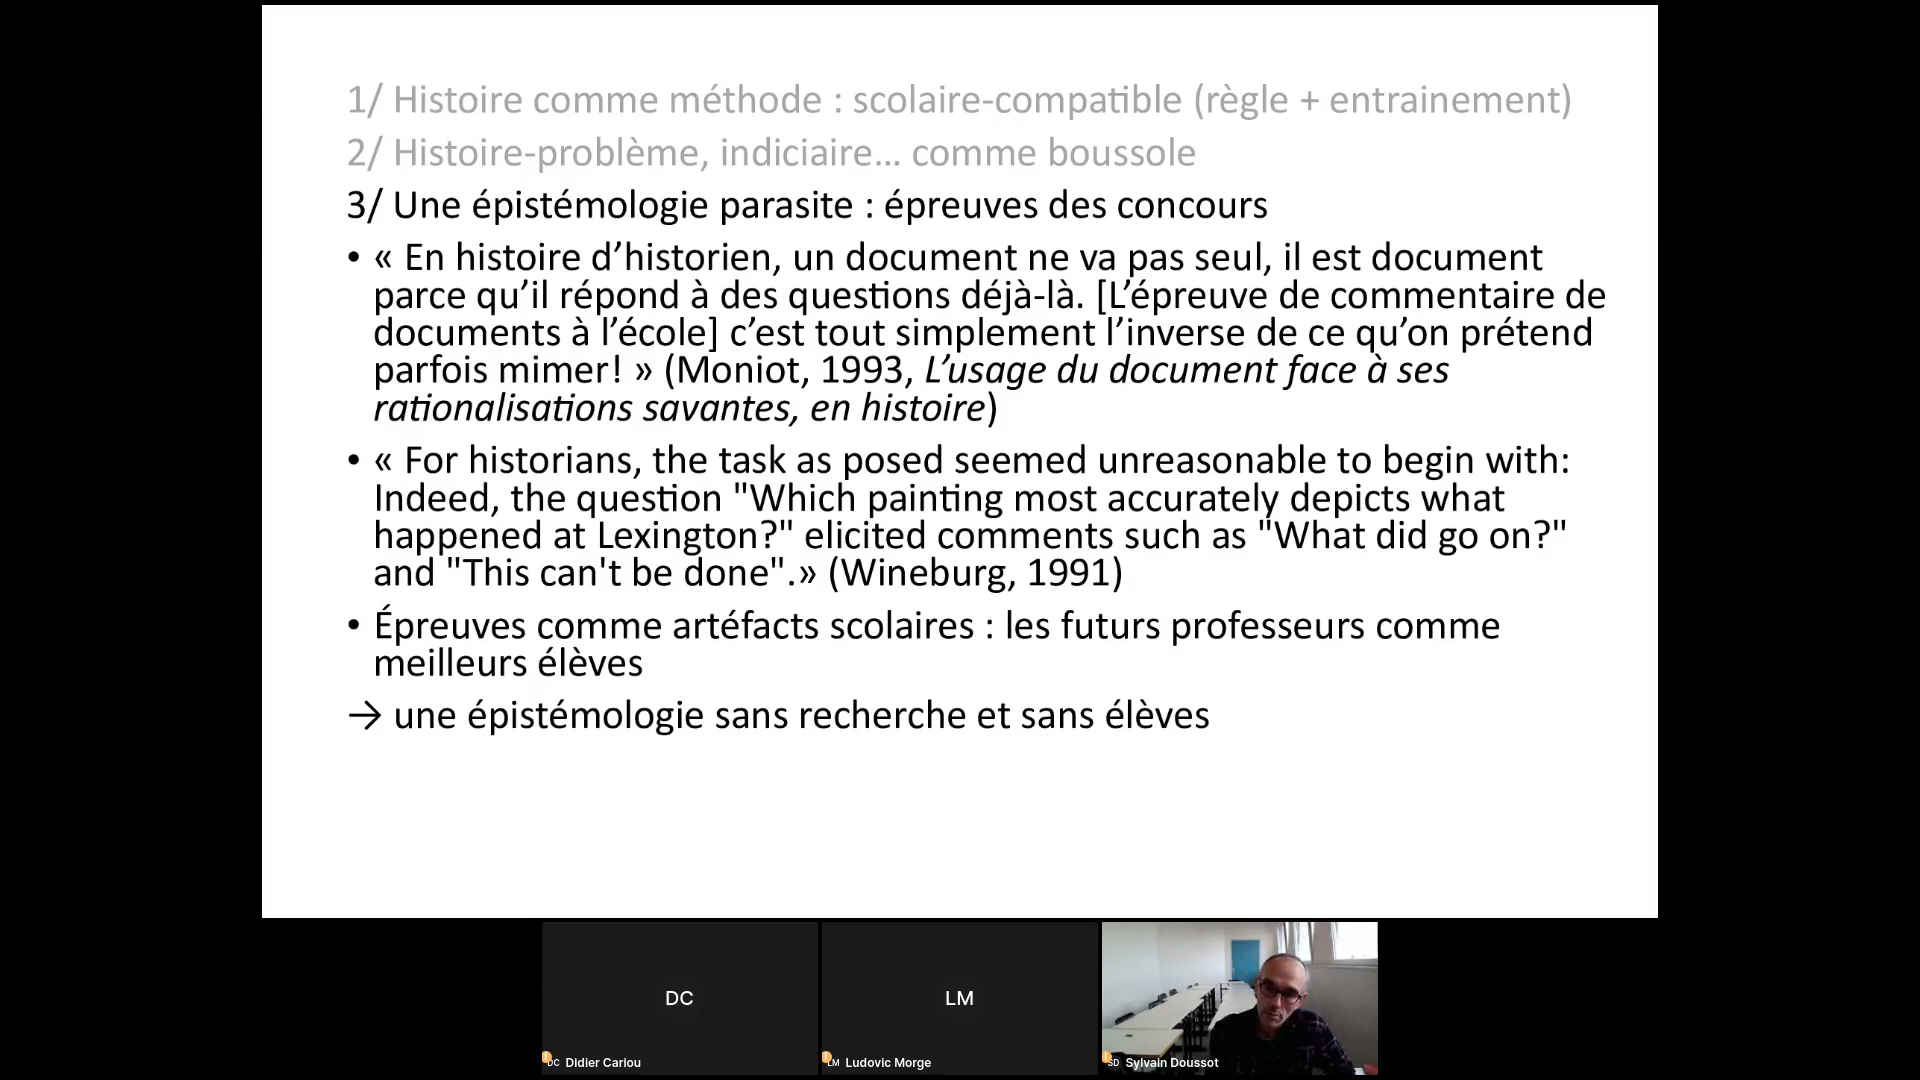 1/ Histoire comme méthode : scolaire-compatible (règle + entrainement)
2/ Histoire-problème, indiciaire… comme boussole
3/ Une épistémologie parasite : épreuves des concours
• « En histoire d’historien, un document ne va pas seul, il est document
parce qu’il répond à des questions déjà-là. [L’épreuve de commentaire de
documents à l’école] c’est tout simplement l’inverse de ce qu’on prétend
parfois mimer! » (Moniot, 1993, L’usage du document face à ses
rationalisations savantes, en histoire)
• « For historians, the task as posed seemed unreasonable to begin with:
Indeed, the question "Which painting most accurately depicts what
happened at Lexington?" elicited comments such as "What did go on?"
and "This can't be done".» (Wineburg, 1991)
• Épreuves comme artéfacts scolaires : les futurs professeurs comme
meilleurs élèves
→ une épistémologie sans recherche et sans élèves
DC
LM
DC Didier Cariou
LM Ludovic Morge
SD Sylvain Doussot